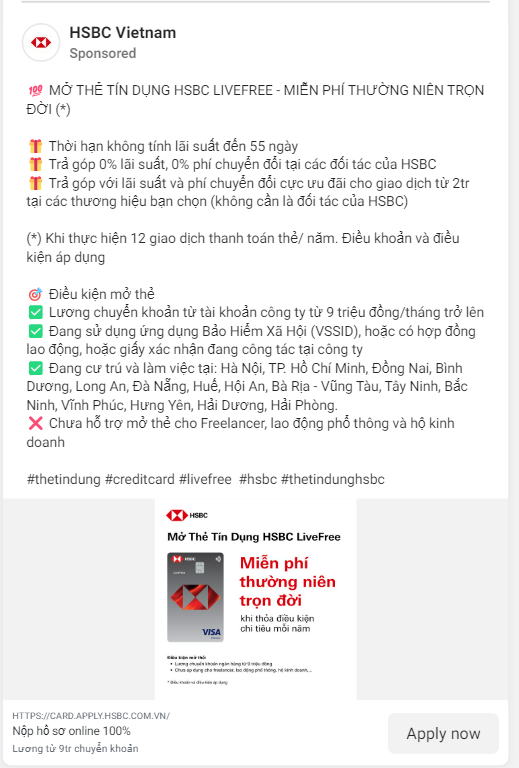 HSBC Vietnam
Sponsored
💯 MỞ THẺ TÍN DỤNG HSBC LIVEFREE - MIỄN PHÍ THƯỜNG NIÊN TRỌN
ĐỜI (*)
🎁 Thời hạn không tính lãi suất đến 55 ngày
🎁 Trả góp 0% lãi suất, 0% phí chuyển đổi tại các đối tác của HSBC
🎁 Trả góp với lãi suất và phí chuyển đổi cực ưu đãi cho giao dịch từ 2tr
tại các thương hiệu bạn chọn (không cần là đối tác của HSBC)
(*) Khi thực hiện 12 giao dịch thanh toán thẻ/ năm. Điều khoản và điều
kiện áp dụng
🎯 Điều kiện mở thẻ
✅ Lương chuyển khoản từ tài khoản công ty từ 9 triệu đồng/tháng trở lên
✅ Đang sử dụng ứng dụng Bảo Hiểm Xã Hội (VSSID), hoặc có hợp đồng
lao động, hoặc giấy xác nhận đang công tác tại công ty
✅ Đang cư trú và làm việc tại: Hà Nội, TP. Hồ Chí Minh, Đồng Nai, Bình
Dương, Long An, Đà Nẵng, Huế, Hội An, Bà Rịa - Vũng Tàu, Tây Ninh, Bắc
Ninh, Vĩnh Phúc, Hưng Yên, Hải Dương, Hải Phòng.
❌ Chưa hỗ trợ mở thẻ cho Freelancer, lao động phổ thông và hộ kinh
doanh
#thetindung #creditcard #livefree #hsbc #thetindunghsbc
HSBC
Mở Thẻ Tín Dụng HSBC LiveFree
HSBC
VISA
Miễn phí
thường niên
trọn đời
khi thỏa điều kiện
chi tiêu mỗi năm
Điều kiện mở thẻ:
• Lương chuyển khoản ngân hàng từ 9 triệu đồng
• Chưa áp dụng cho freelancer, lao động phổ thông, hộ kinh doanh,...
* Điều khoản và điều kiện áp dụng
HTTPS://CARD.APPLY.HSBC.COM.VN/
Nộp hồ sơ online 100%
Lương từ 9tr chuyển khoản
Apply now